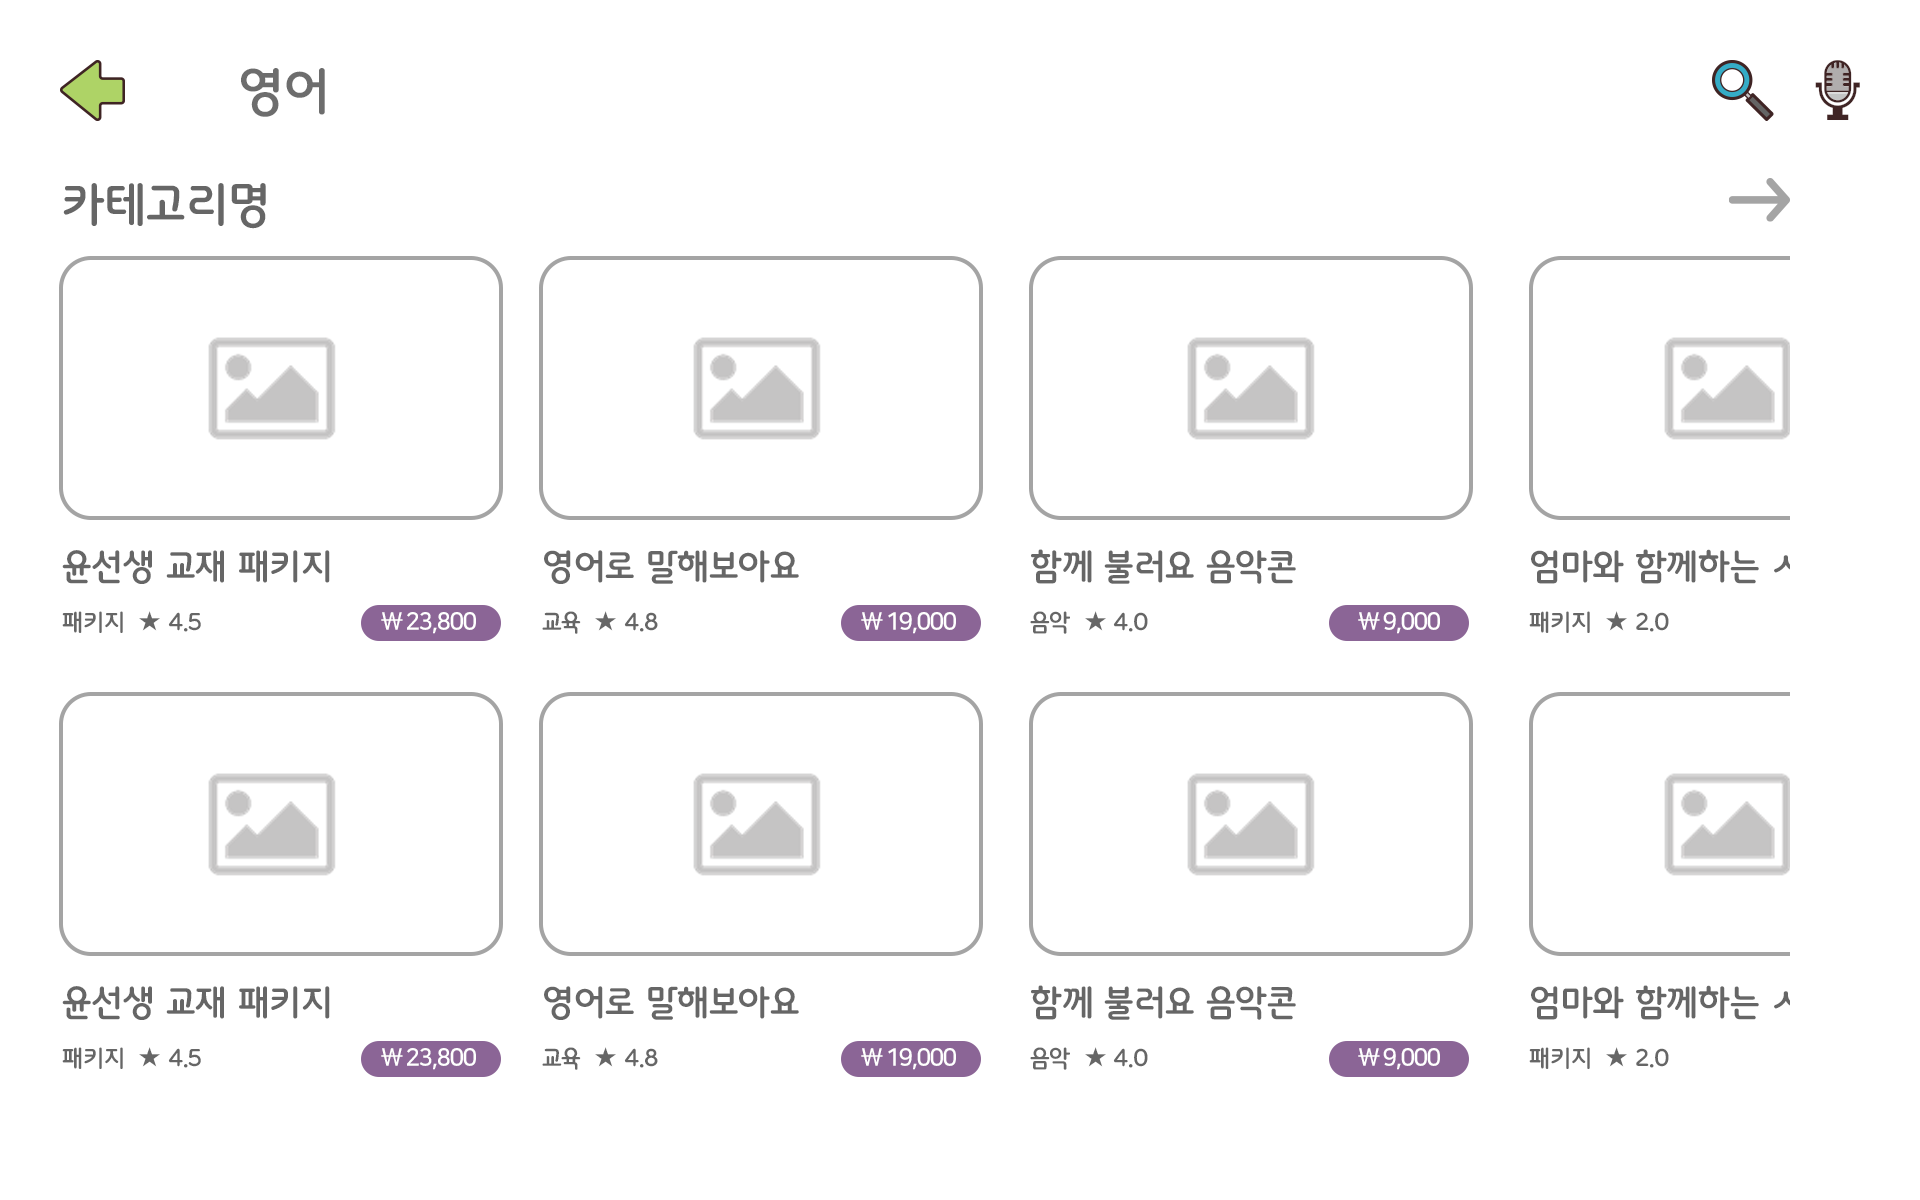 영어
카테고리명
윤선생 교재 패키지
패키지 ★ 4.5 ₩23,800
영어로 말해보아요
교육 ★ 4.8 ₩19,000
함께 불러요 음악콘
음악 ★ 4.0 ₩9,000
엄마와 함께하는
패키지 ★ 2.0
윤선생 교재 패키지
패키지 ★ 4.5 ₩23,800
영어로 말해보아요
교육 ★ 4.8 ₩19,000
함께 불러요 음악콘
음악 ★ 4.0 ₩9,000
엄마와 함께하는
패키지 ★ 2.0